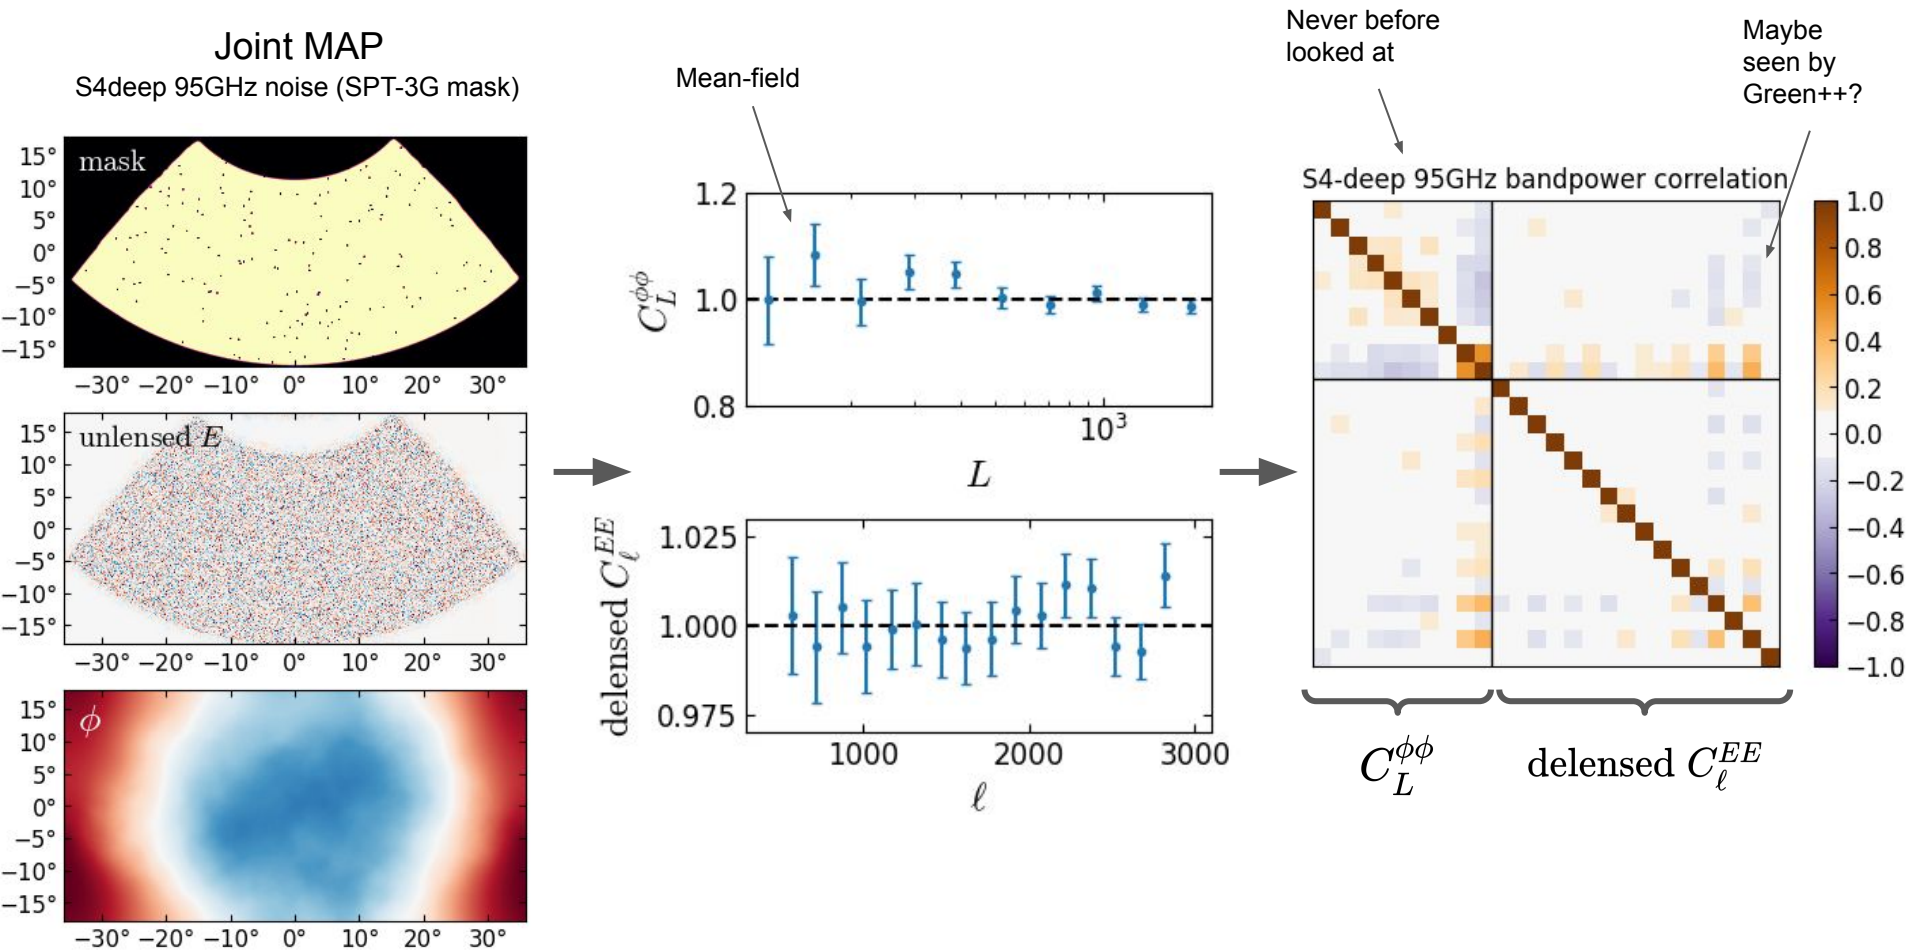 Joint MAP
S4deep 95GHz noise (SPT-3G mask)
mask
15°
10°
5°
0°
−5°
−10°
−15°
−30° −20° −10° 0° 10° 20° 30°
unlensed E
15°
10°
5°
0°
−5°
−10°
−15°
−30° −20° −10° 0° 10° 20° 30°
ϕ
15°
10°
5°
0°
−5°
−10°
−15°
−30° −20° −10° 0° 10° 20° 30°
Mean-field
1.2
1.0
0.8
C_L^{ϕϕ}
10³
L
1.025
1.000
0.975
delensed C_ℓ^{EE}
1000 2000 3000
ℓ
Never before
looked at
Maybe
seen by
Green++?
S4-deep 95GHz bandpower correlation
1.0
0.8
0.6
0.4
0.2
0.0
−0.2
−0.4
−0.6
−0.8
−1.0
C_L^{ϕϕ}
delensed C_ℓ^{EE}